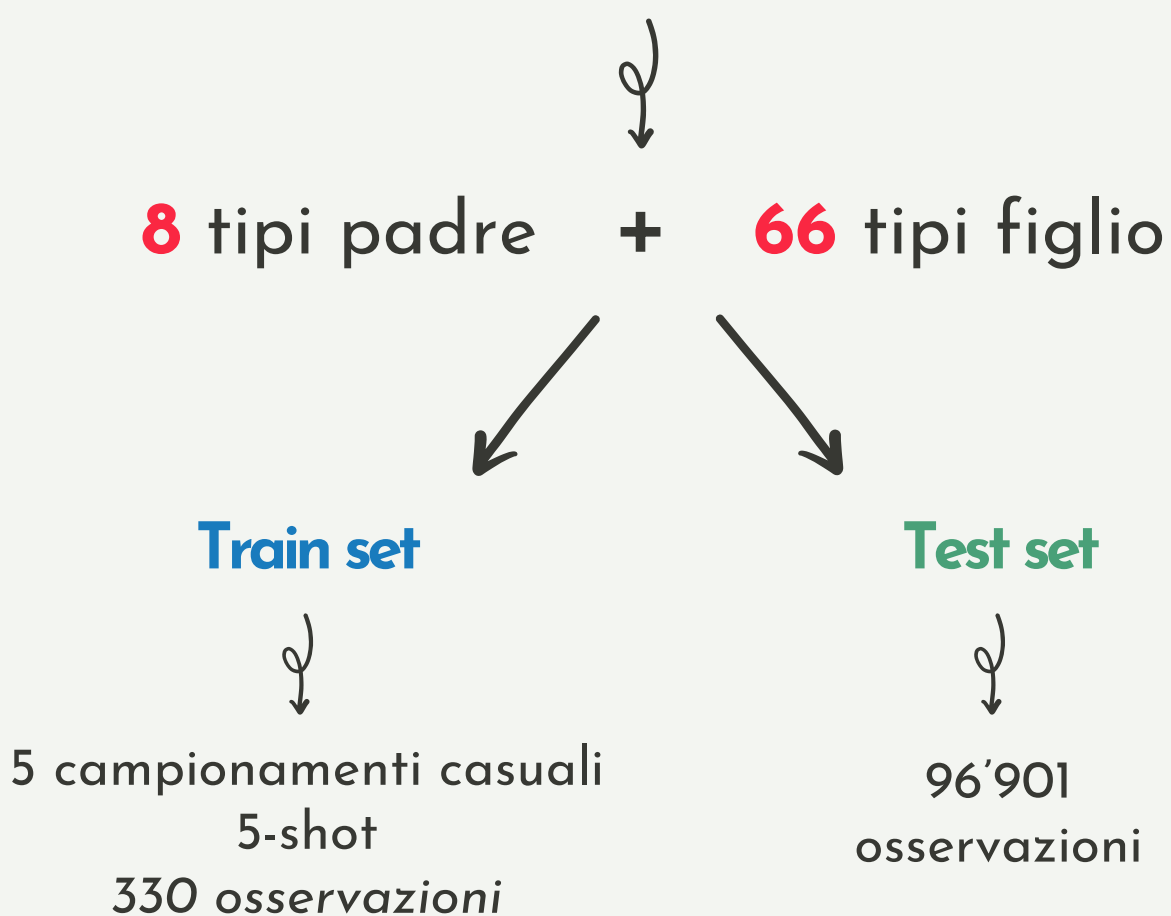 8 tipi padre + 66 tipi figlio
Train set
Test set
5 campionamenti casuali
5-shot
330 osservazioni
96'901
osservazioni